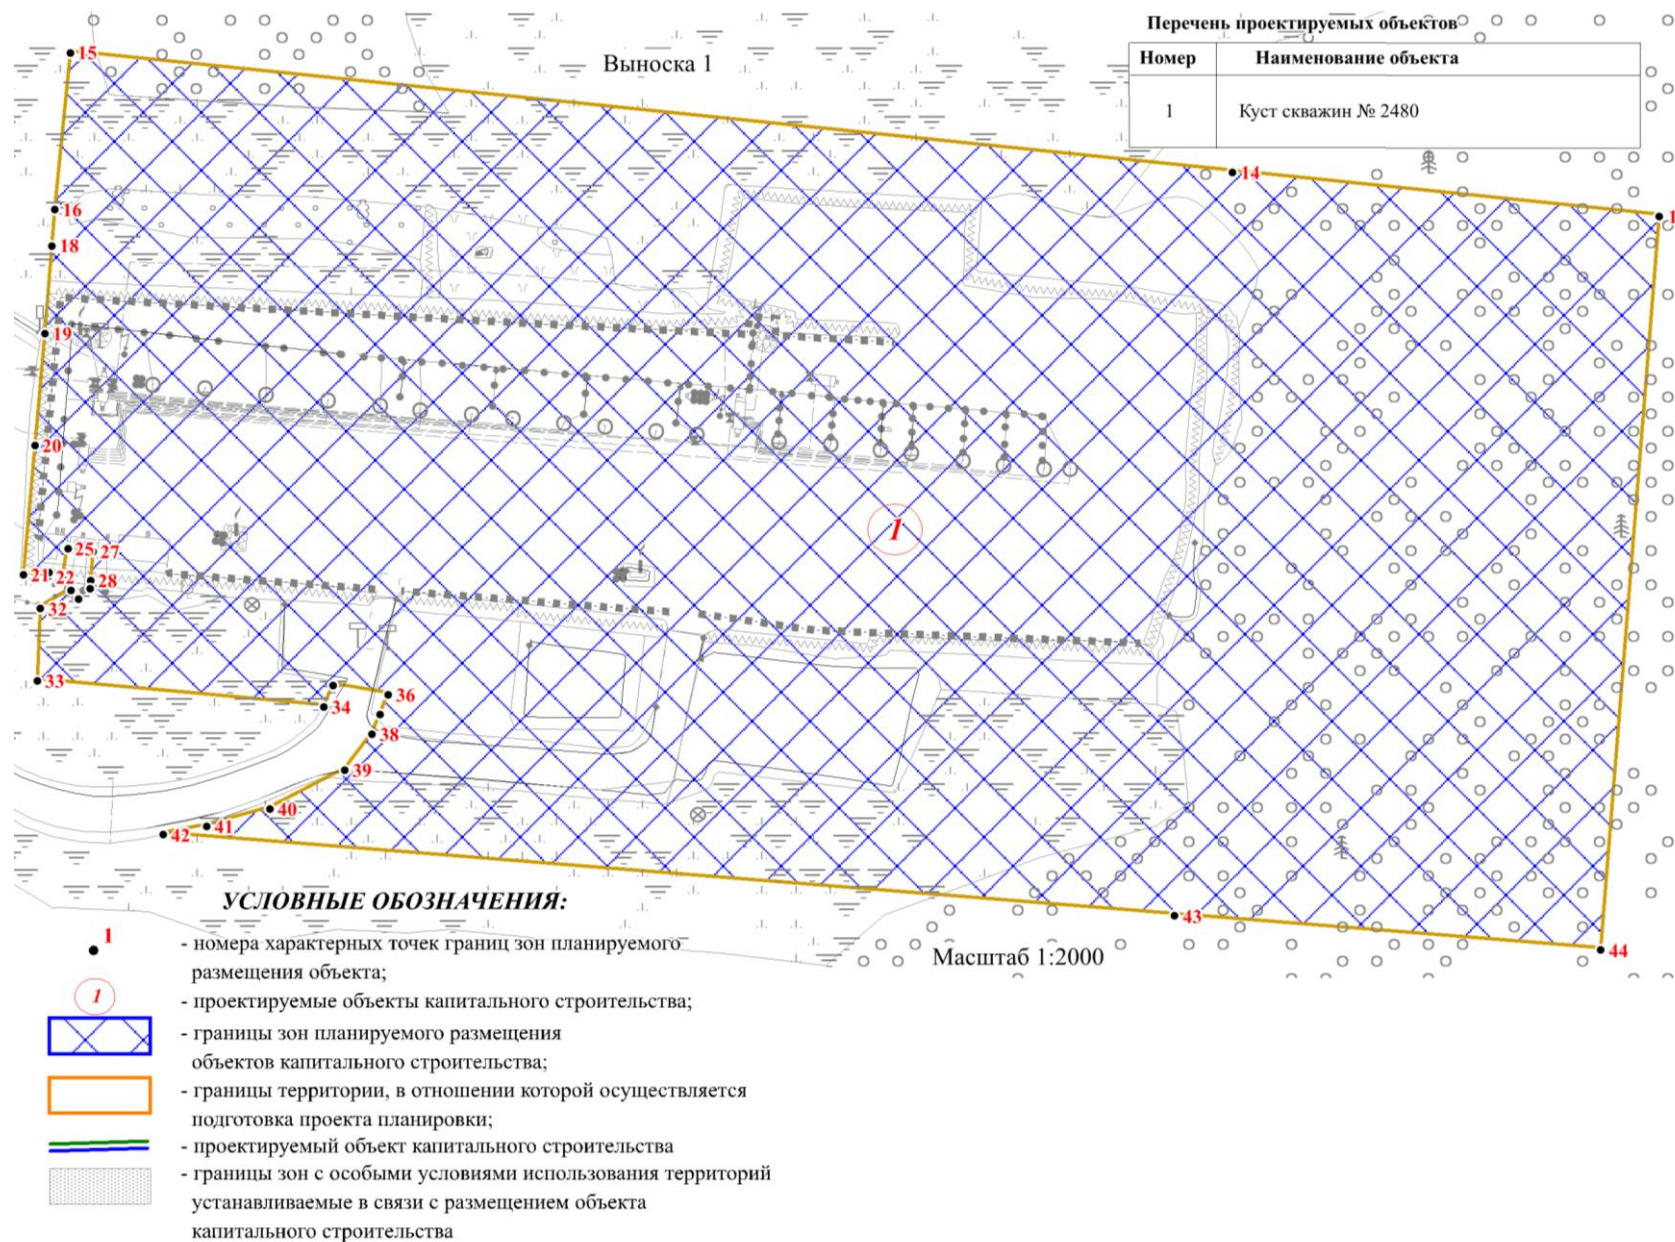 Перечень проектируемых объектов
Номер
Наименование объекта
1
Куст скважин № 2480
Выноска 1
15
14
1
16
18
19
20
1
25
27
21
22
28
32
33
34
36
38
39
40
41
42
43
44
Масштаб 1:2000
УСЛОВНЫЕ ОБОЗНАЧЕНИЯ:
1
- номера характерных точек границ зон планируемого
размещения объекта;
1
- проектируемые объекты капитального строительства;
- границы зон планируемого размещения
объектов капитального строительства;
- границы территории, в отношении которой осуществляется
подготовка проекта планировки;
- проектируемый объект капитального строительства
- границы зон с особыми условиями использования территорий
устанавливаемые в связи с размещением объекта
капитального строительства